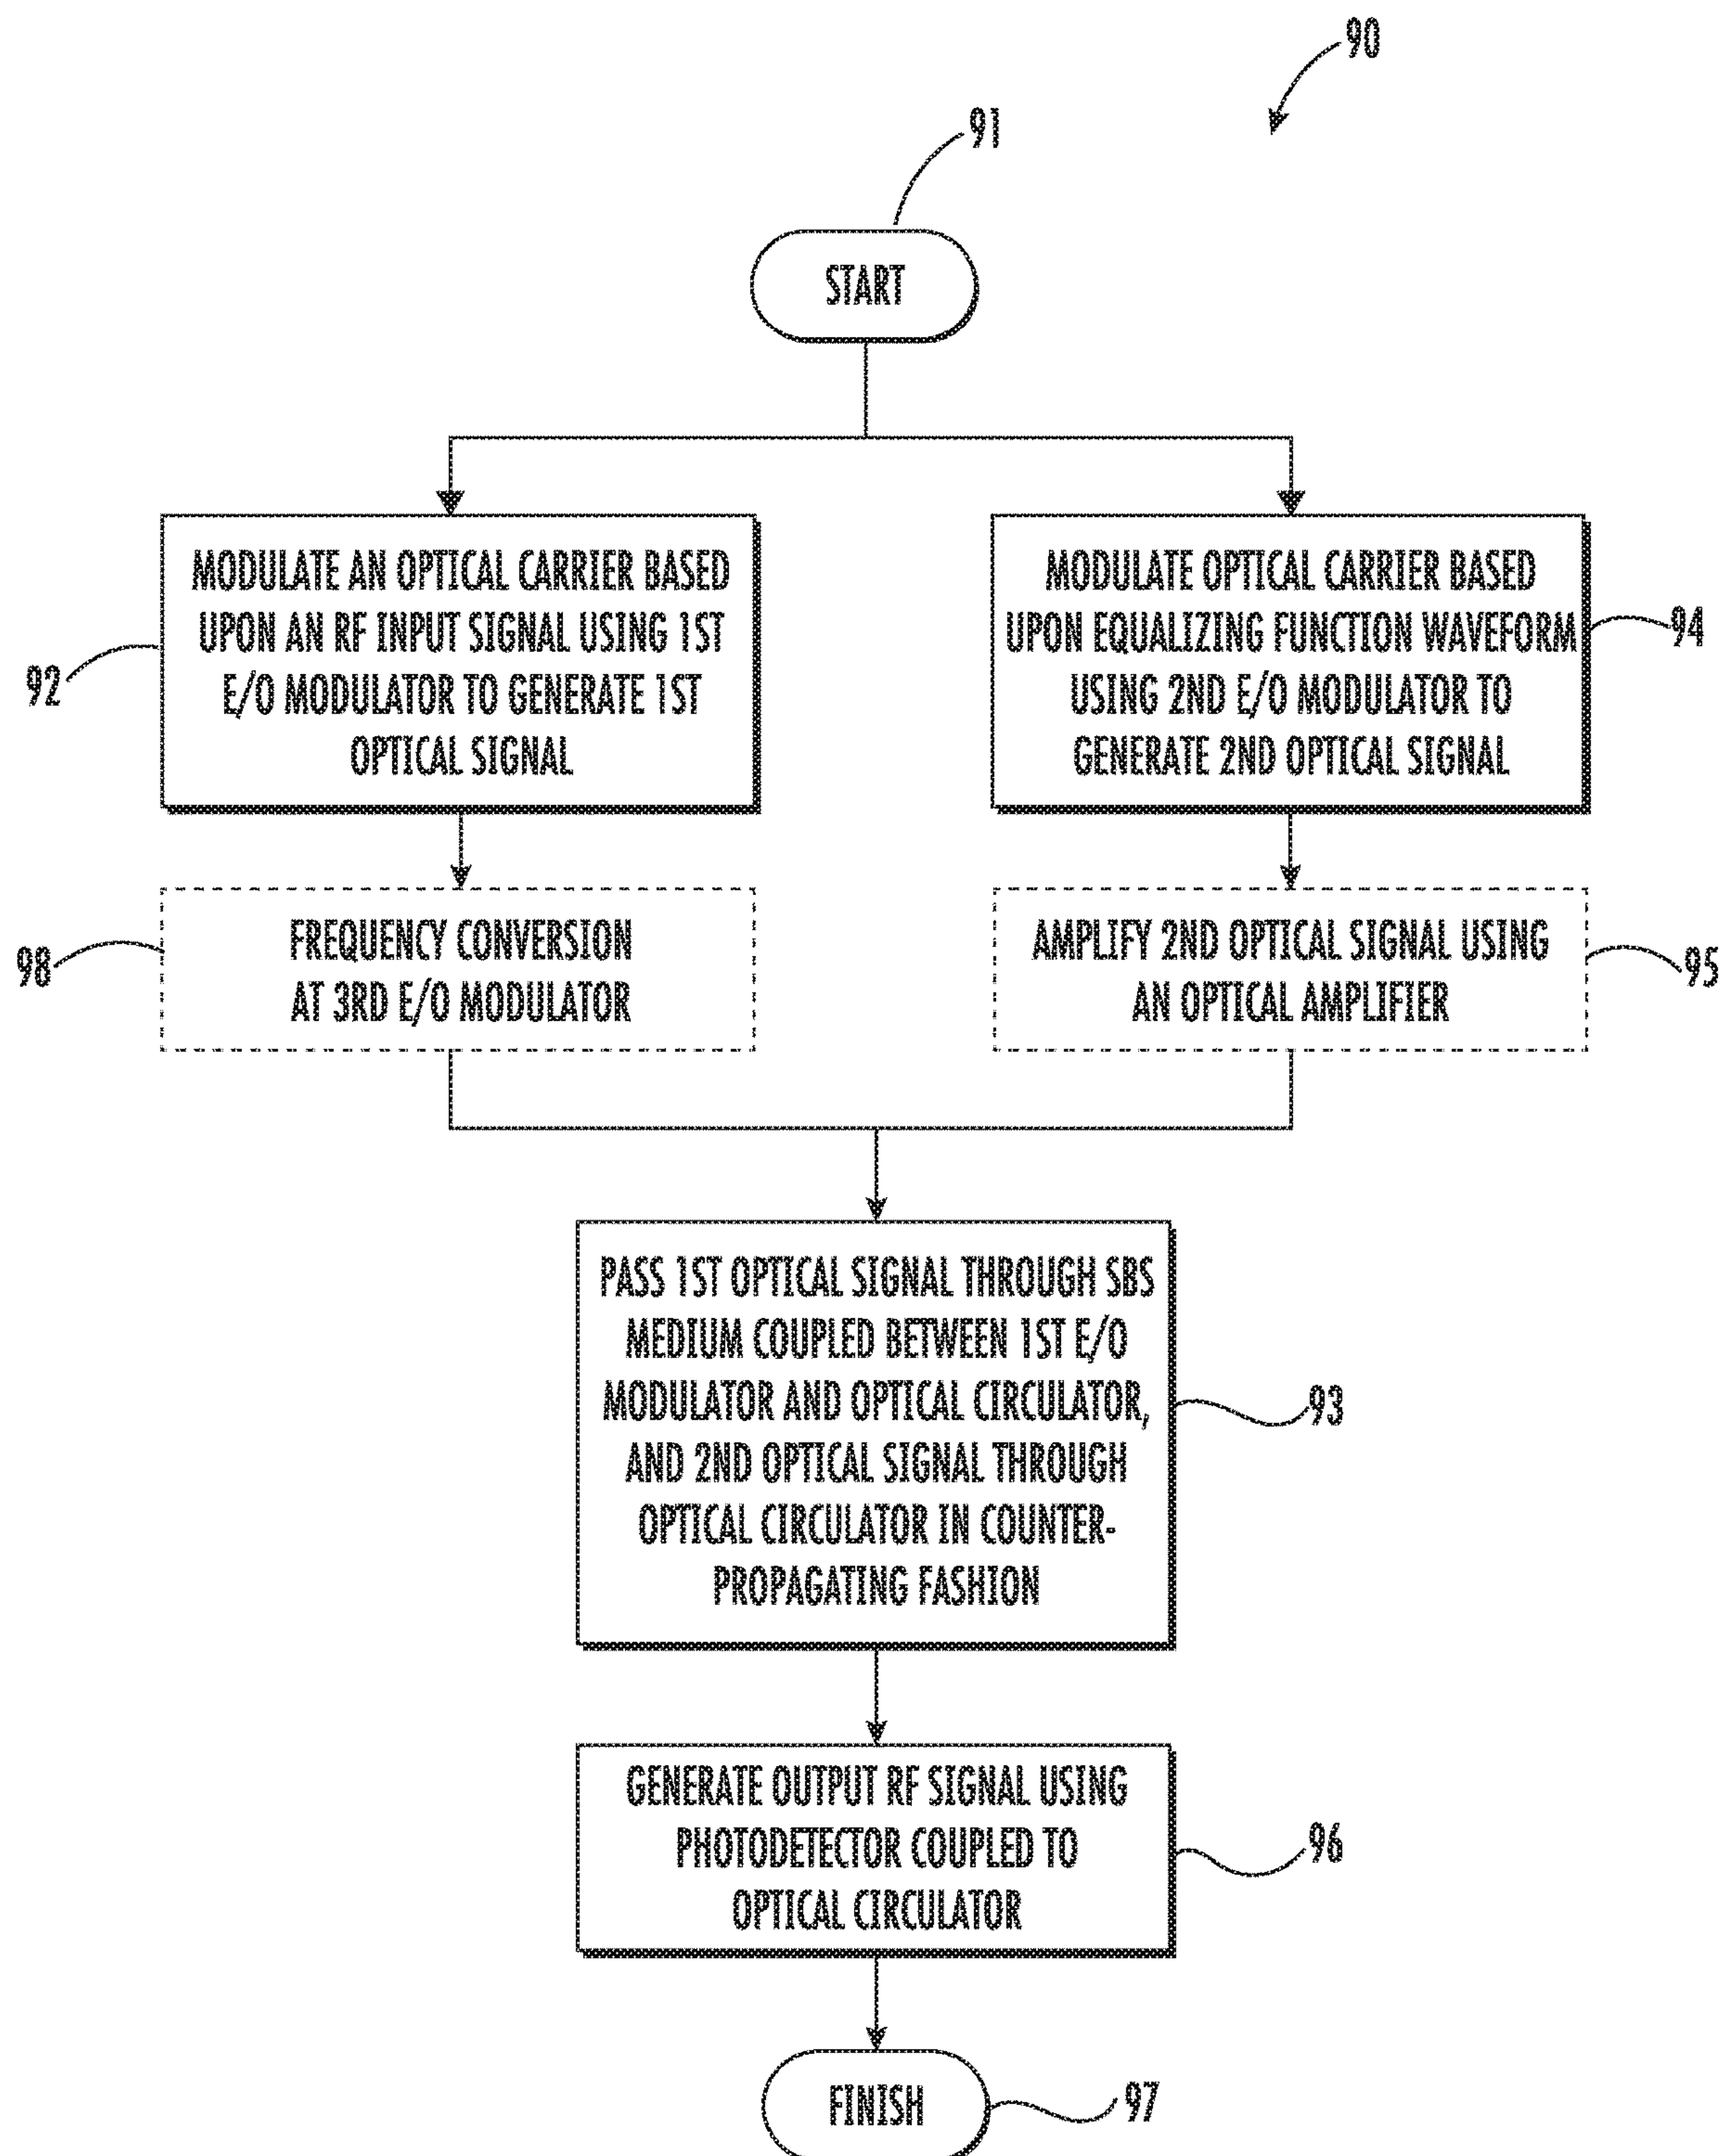 90
91
START
MODULATE AN OPTICAL CARRIER BASED
UPON AN RF INPUT SIGNAL USING 1ST
E/O MODULATOR TO GENERATE 1ST
OPTICAL SIGNAL
92
MODULATE OPTICAL CARRIER BASED
UPON EQUALIZING FUNCTION WAVEFORM
USING 2ND E/O MODULATOR TO
GENERATE 2ND OPTICAL SIGNAL
94
FREQUENCY CONVERSION
AT 3RD E/O MODULATOR
98
AMPLIFY 2ND OPTICAL SIGNAL USING
AN OPTICAL AMPLIFIER
95
PASS 1ST OPTICAL SIGNAL THROUGH SBS
MEDIUM COUPLED BETWEEN 1ST E/O
MODULATOR AND OPTICAL CIRCULATOR,
AND 2ND OPTICAL SIGNAL THROUGH
OPTICAL CIRCULATOR IN COUNTER-
PROPAGATING FASHION
93
GENERATE OUTPUT RF SIGNAL USING
PHOTODETECTOR COUPLED TO
OPTICAL CIRCULATOR
96
FINISH
97